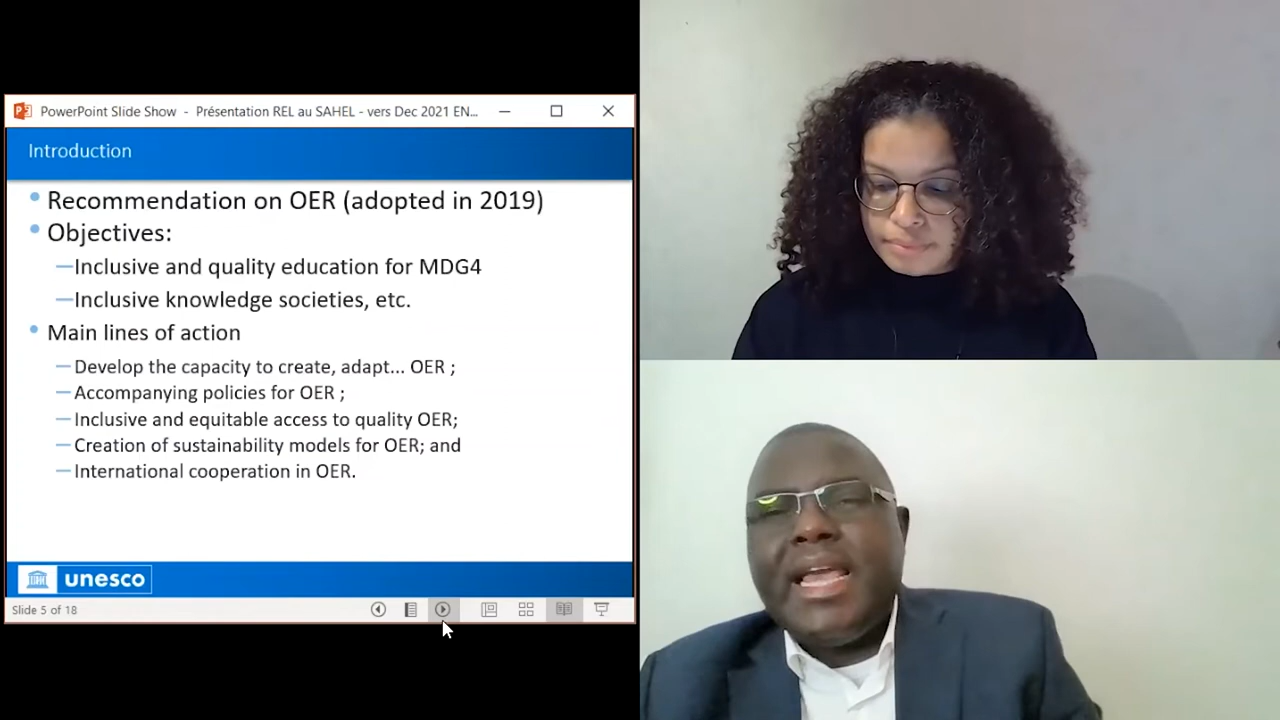 PowerPoint Slide Show - Présentation REL au SAHEL - vers Dec 2021 EN...
Introduction
Recommendation on OER (adopted in 2019)
Objectives:
Inclusive and quality education for MDG4
Inclusive knowledge societies, etc.
Main lines of action
Develop the capacity to create, adapt... OER ;
Accompanying policies for OER ;
Inclusive and equitable access to quality OER;
Creation of sustainability models for OER; and
International cooperation in OER.
unesco
Slide 5 of 18